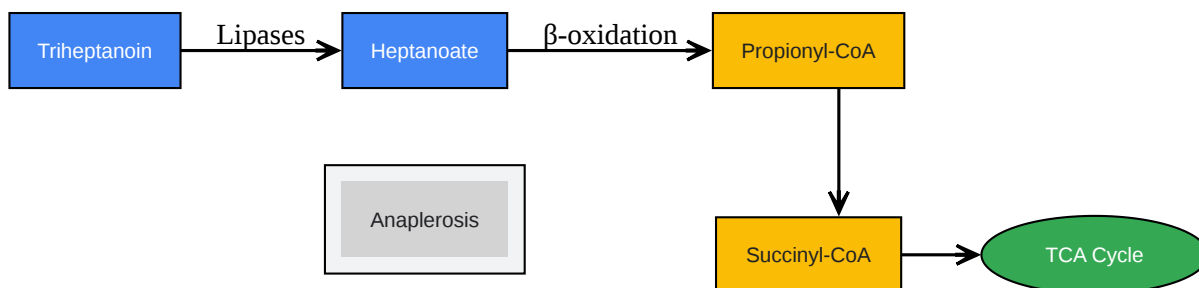 Triheptanoin
Lipases
Heptanoate
β-oxidation
Propionyl-CoA
Anaplerosis
Succinyl-CoA
TCA Cycle